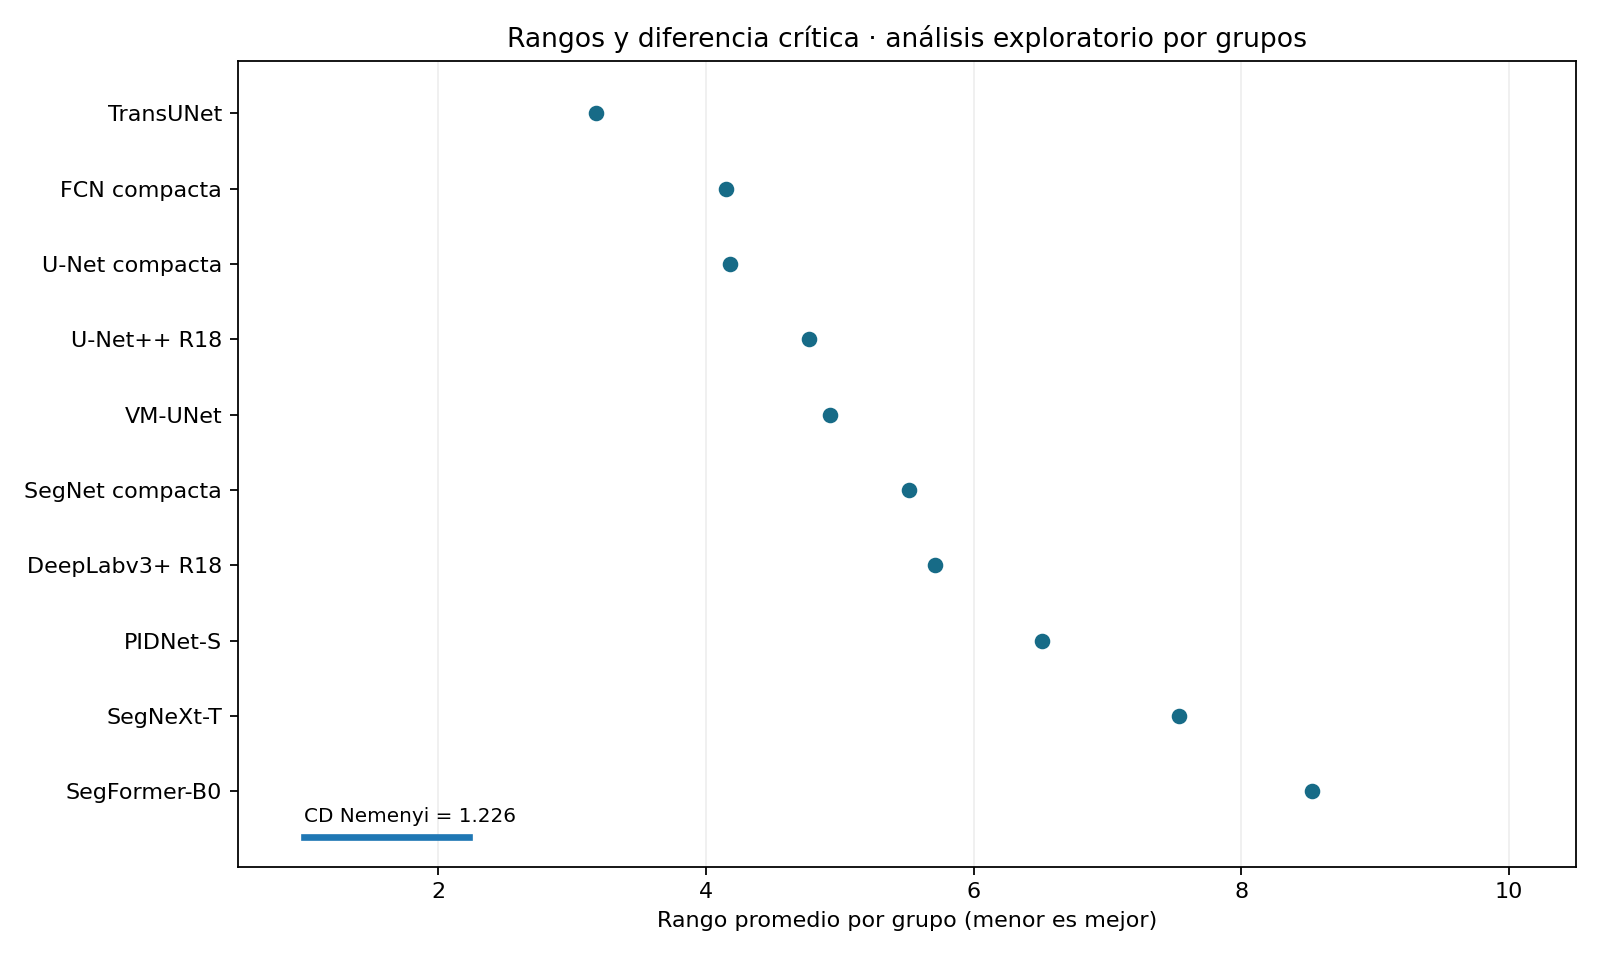 Rangos y diferencia crítica · análisis exploratorio por grupos
TransUNet
FCN compacta
U-Net compacta
U-Net++ R18
VM-UNet
SegNet compacta
DeepLabv3+ R18
PIDNet-S
SegNeXt-T
SegFormer-B0
CD Nemenyi = 1.226
2 4 6 8 10
Rango promedio por grupo (menor es mejor)